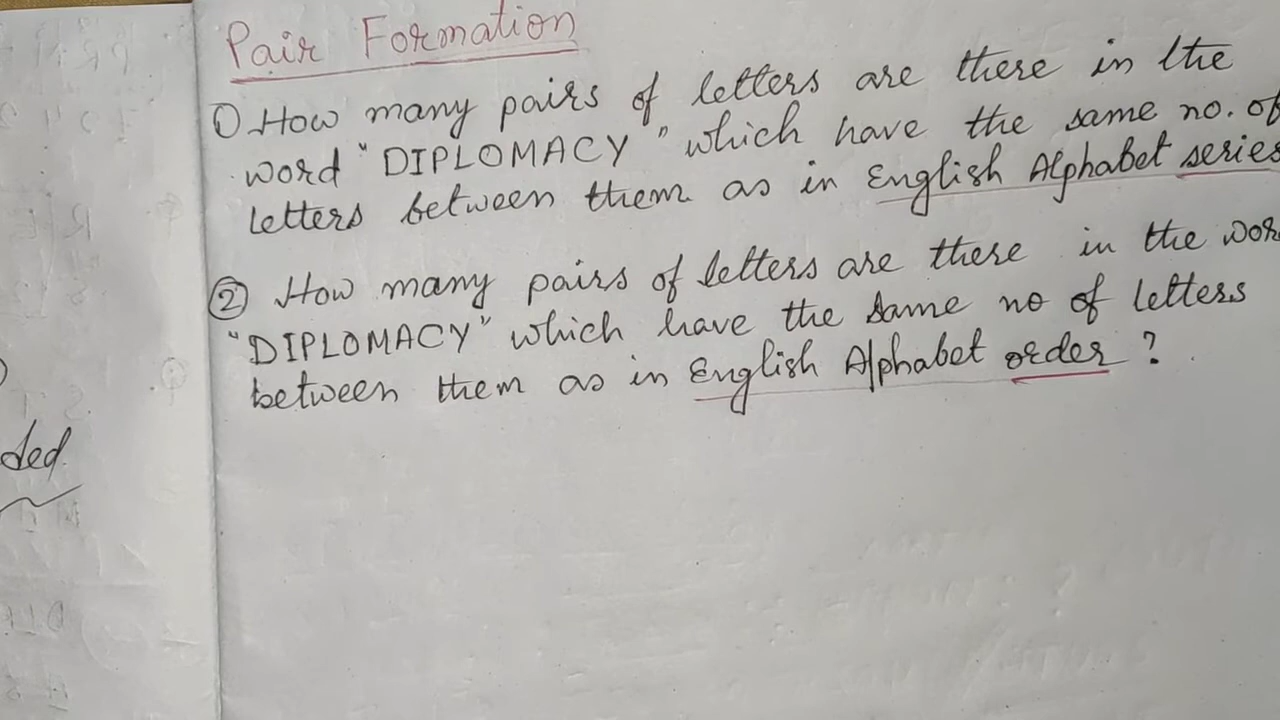 Pair Formation
1) How many pairs of letters are there in the
word "DIPLOMACY" which have the same no. of
letters between them as in English Alphabet series
2 How many pairs of letters are there in the wor
"DIPLOMACY" which have the same no of letters
between them as in English Alphabet order ?
ded